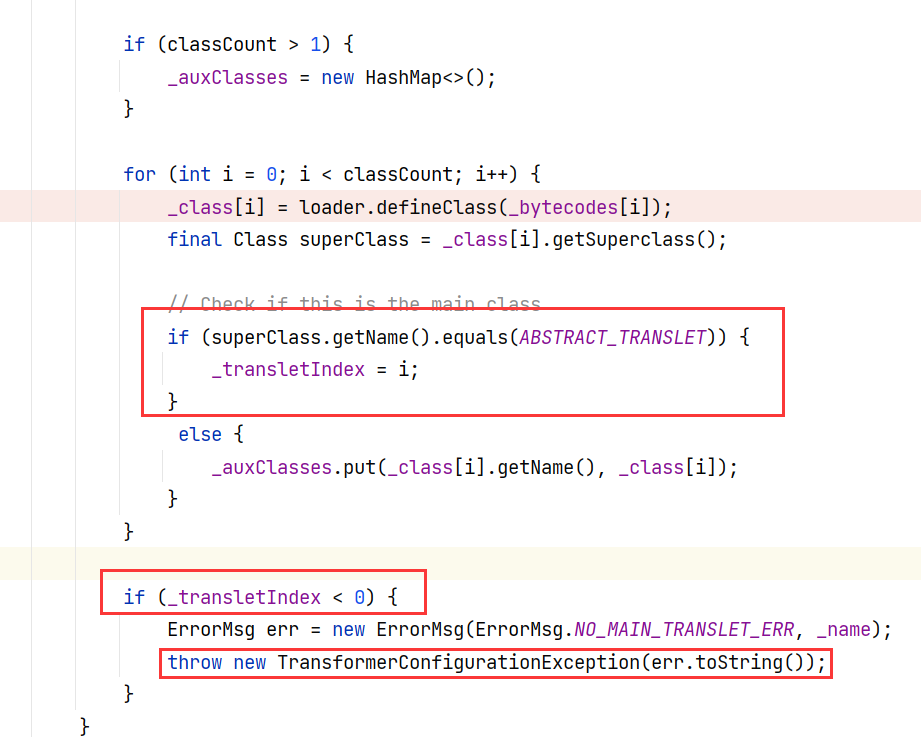 if (classCount > 1) {
_auxClasses = new HashMap<>();
}
for (int i = 0; i < classCount; i++) {
_class[i] = loader.defineClass(_bytecodes[i]);
final Class superClass = _class[i].getSuperclass();
// Check if this is the main class
if (superClass.getName().equals(ABSTRACT_TRANSLET)) {
_transletIndex = i;
}
else {
_auxClasses.put(_class[i].getName(), _class[i]);
}
}
if (_transletIndex < 0) {
ErrorMsg err = new ErrorMsg(ErrorMsg.NO_MAIN_TRANSLET_ERR, _name);
throw new TransformerConfigurationException(err.toString());
}
}